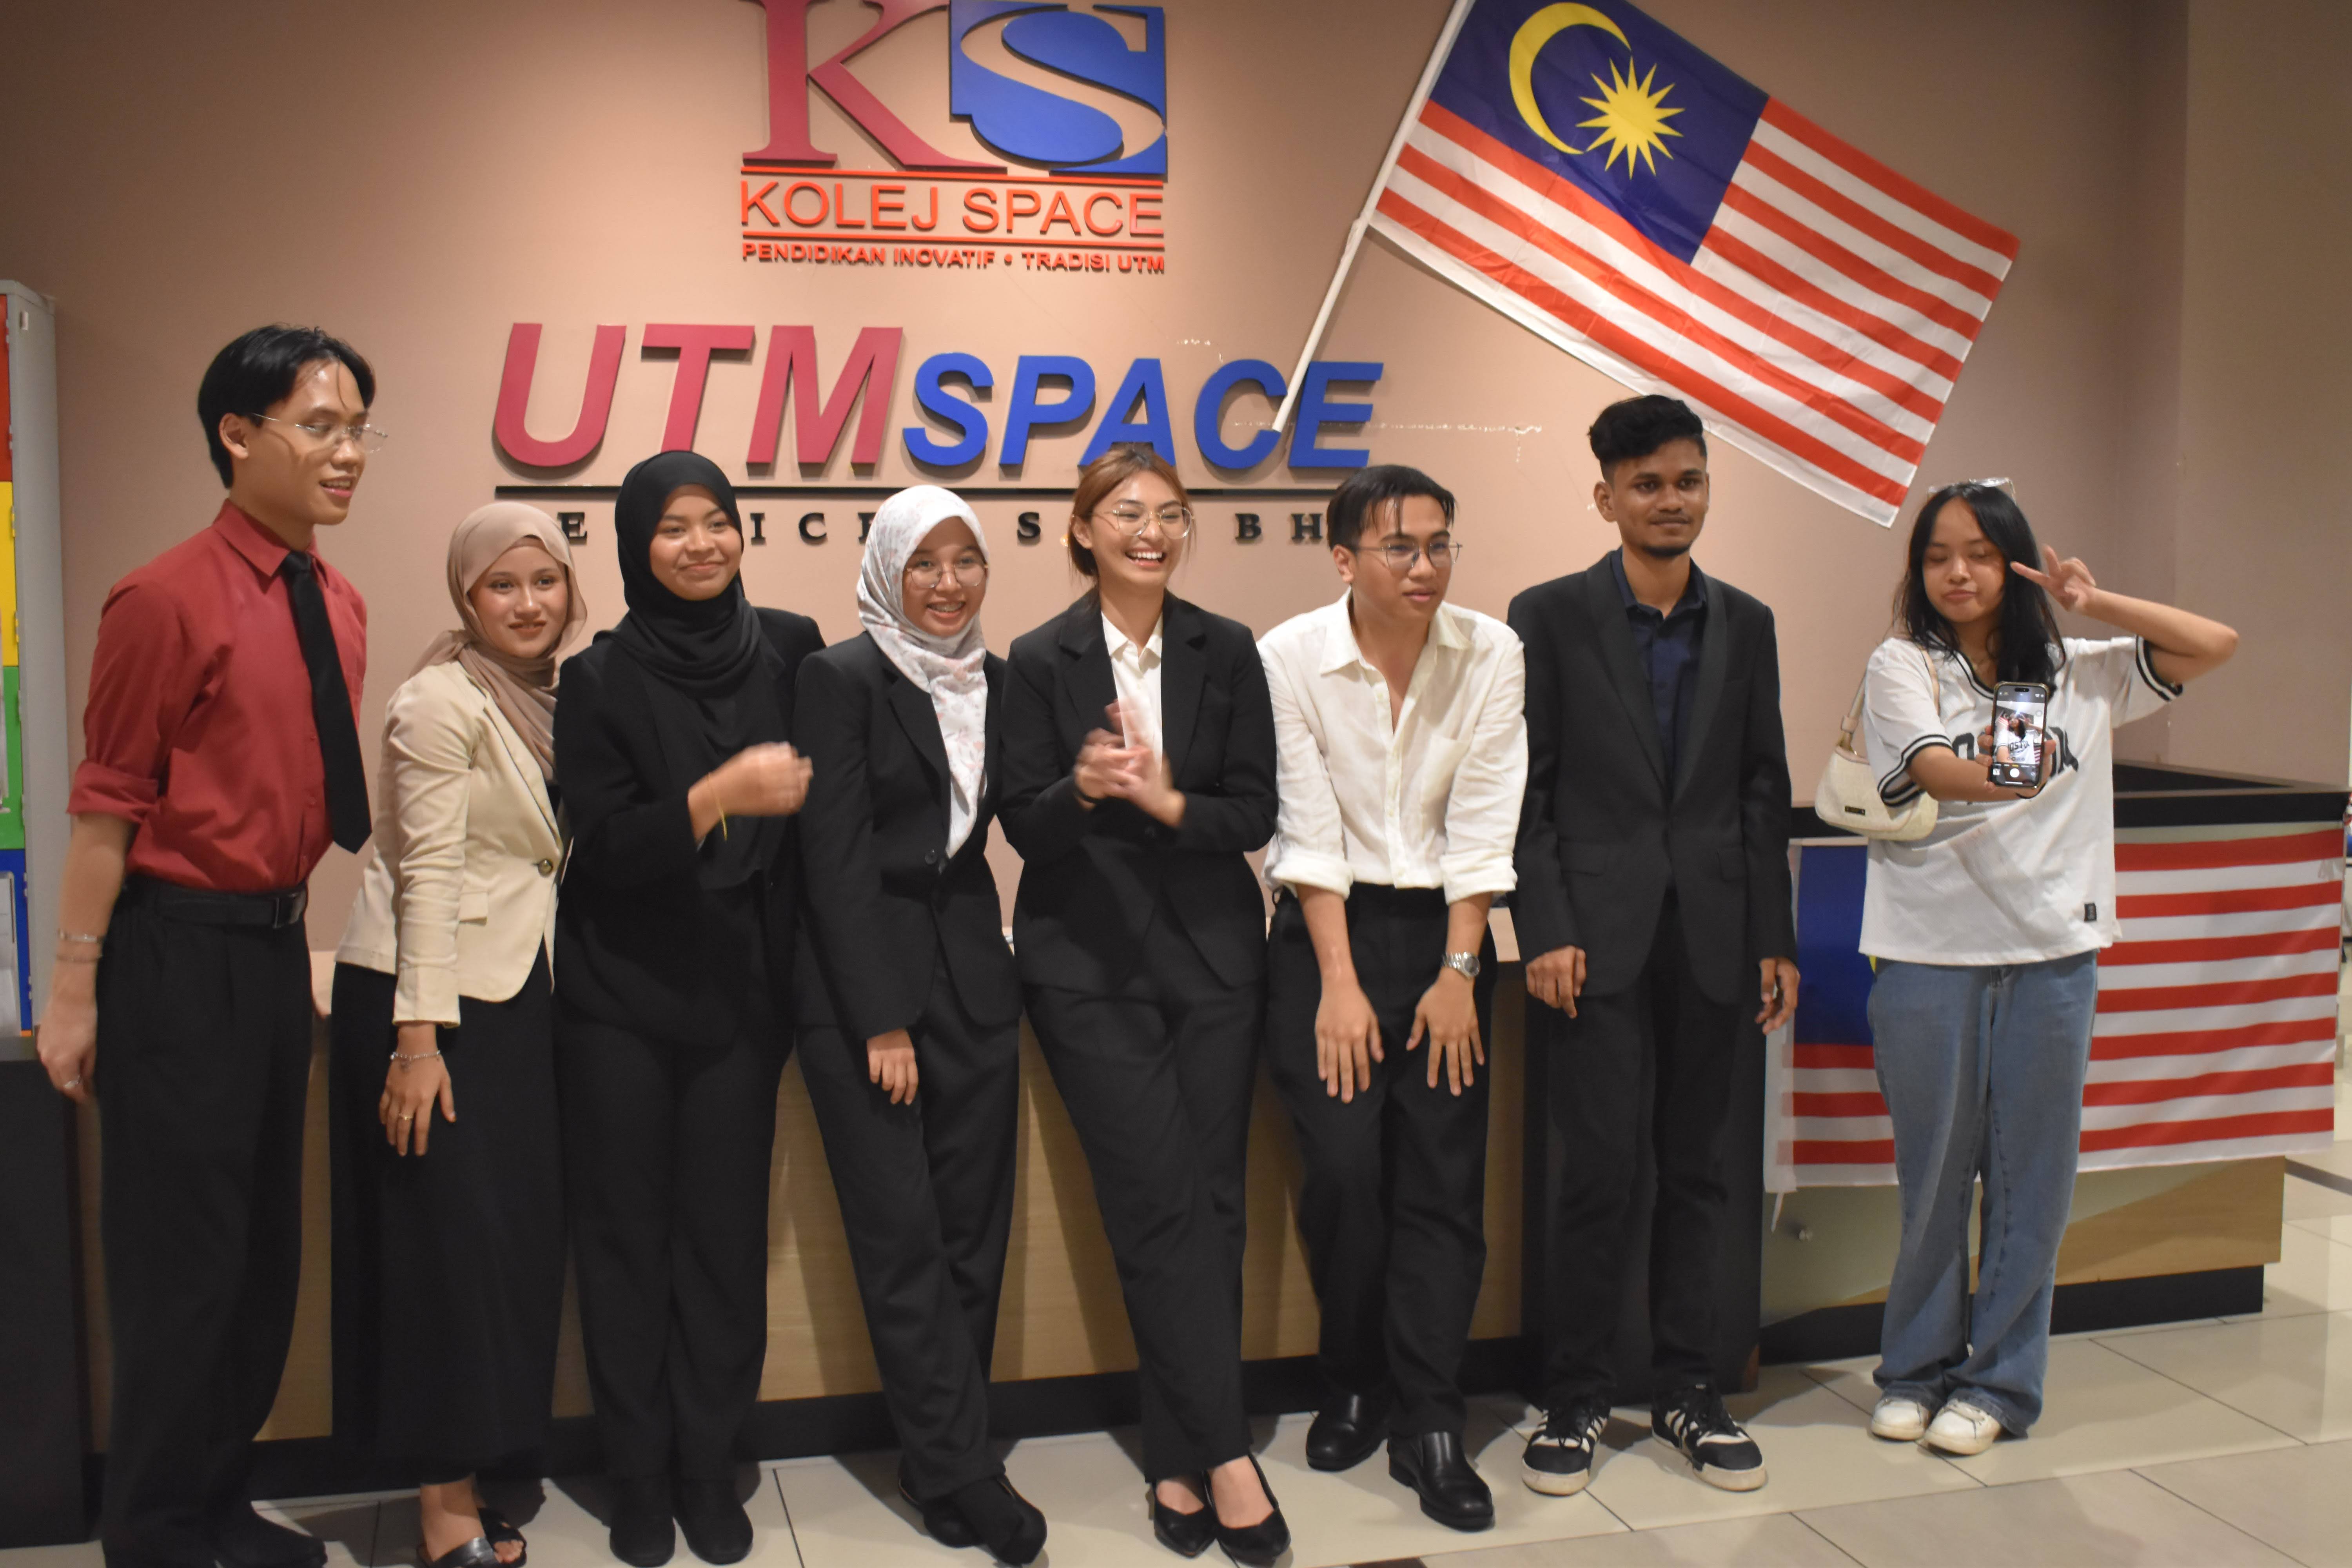 KS
KOLEJ SPACE
PENDIDIKAN INOVATIF • TRADISI UTM
UTMSPACE